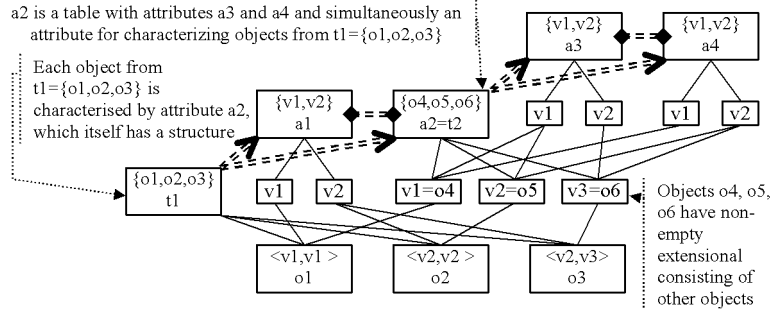 a2 is a table with attributes a3 and a4 and simultaneously an
attribute for characterizing objects from t1={o1,o2,o3}
{v1,v2}
a3
{v1,v2}
a4
Each object from
t1={o1,o2,o3} is
characterised by attribute a2,
which itself has a structure
{v1,v2}
a1
{o4,o5,o6}
a2=t2
v1
v2
v1
v2
{o1,o2,o3}
t1
v1
v2
v1=o4
v2=o5
v3=o6
Objects o4, o5,
o6 have non-
empty
extensional
consisting of
other objects
<v1,v1 >
o1
<v2,v2 >
o2
<v2,v3>
o3